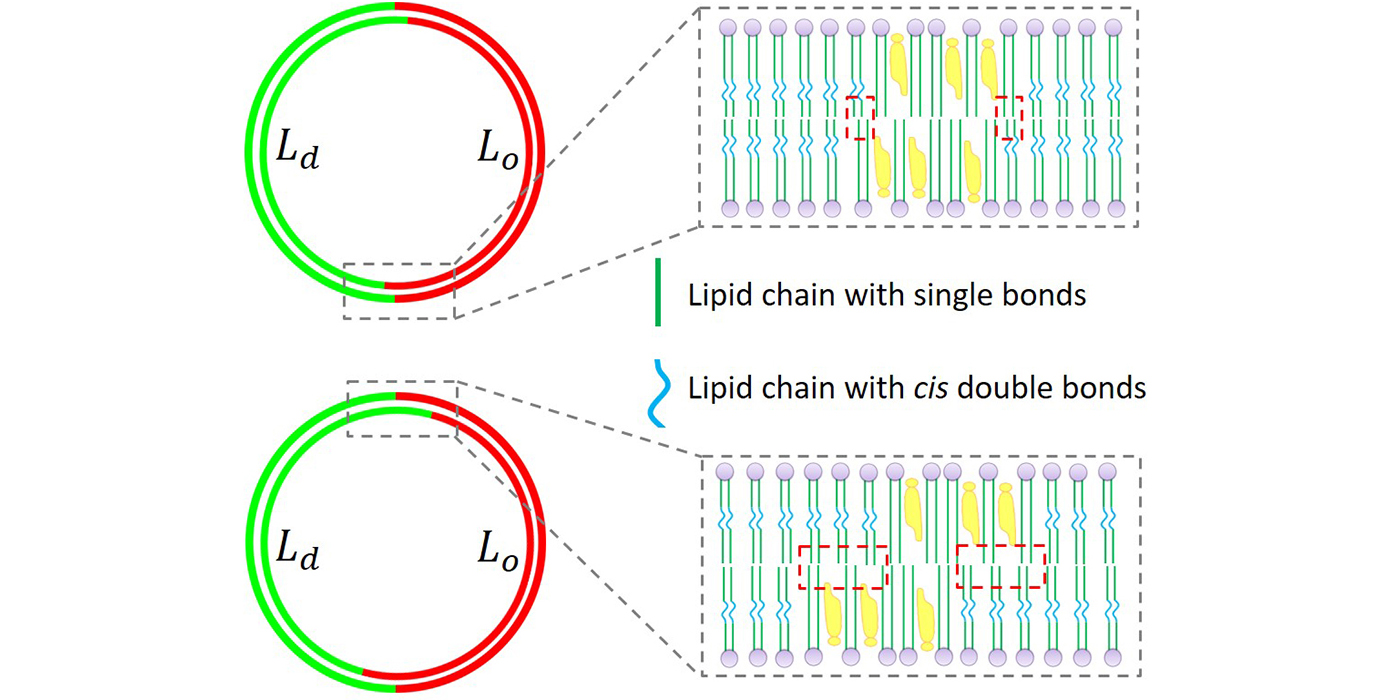 L_d
L_o
Lipid chain with single bonds
Lipid chain with cis double bonds
L_d
L_o